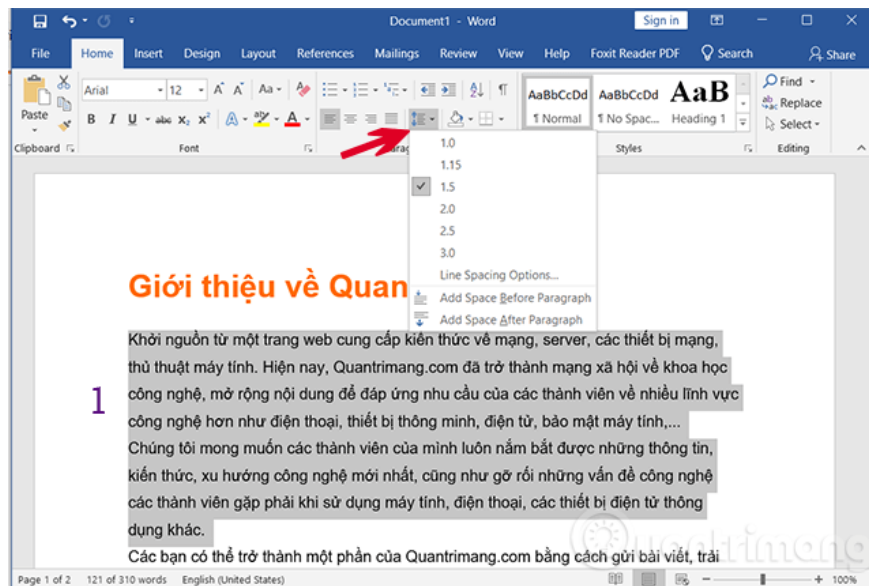 Document1 - Word
Sign in
File Home Insert Design Layout References Mailings Review View Help Foxit Reader PDF Search Share
Paste
Clipboard
Arial 12 A A Aa
B I U abc X₂ X² A aby A
Font
AaBbCcDd AaBbCcDd AaB
¶ Normal ¶ No Spac... Heading 1
Styles
Find
Replace
Select
Editing
1.0
1.15
1.5
2.0
2.5
3.0
Line Spacing Options...
Add Space Before Paragraph
Add Space After Paragraph
Giới thiệu về Quan
1
Khởi nguồn từ một trang web cung cấp kiến thức về mạng, server, các thiết bị mạng,
thủ thuật máy tính. Hiện nay, Quantrimang.com đã trở thành mạng xã hội về khoa học
công nghệ, mở rộng nội dung để đáp ứng nhu cầu của các thành viên về nhiều lĩnh vực
công nghệ hơn như điện thoại, thiết bị thông minh, điện tử, bảo mật máy tính,...
Chúng tôi mong muốn các thành viên của mình luôn nắm bắt được những thông tin,
kiến thức, xu hướng công nghệ mới nhất, cũng như gỡ rối những vấn đề công nghệ
các thành viên gặp phải khi sử dụng máy tính, điện thoại, các thiết bị điện tử thông
dụng khác.
Các bạn có thể trở thành một phần của Quantrimang.com bằng cách gửi bài viết, trải
Quantrimang
Page 1 of 2 121 of 310 words English (United States) 100%